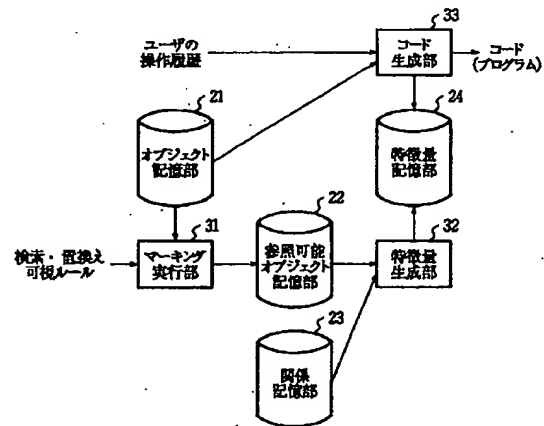 33
ユーザの
操作履歴
コード
生成部
コード
(プログラム)
21
24
オブジェクト
記憶部
特徴量
記憶部
31
22
32
検索・置換え
可視ルール
マーキング
実行部
参照可能
オブジェクト
記憶部
特徴量
生成部
23
関係
記憶部